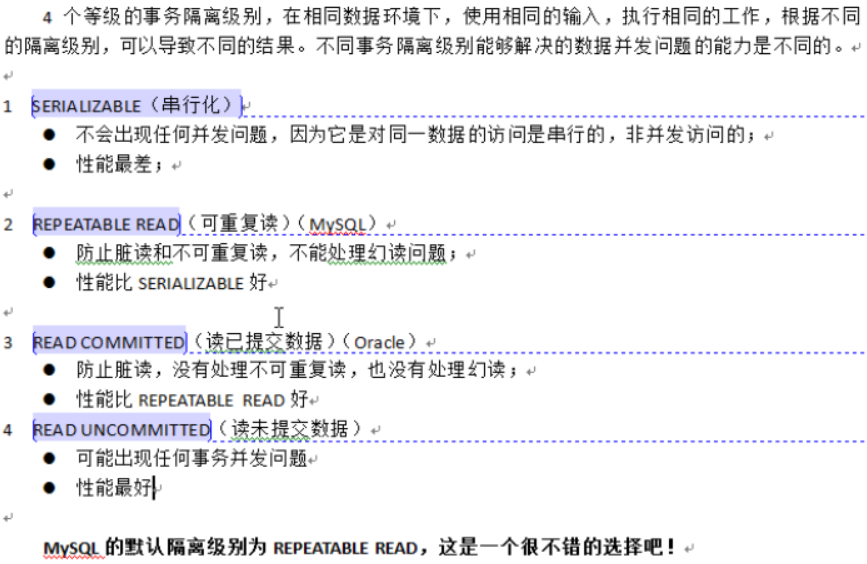 4 个等级的事务隔离级别，在相同数据环境下，使用相同的输入，执行相同的工作，根据不同
的隔离级别，可以导致不同的结果。不同事务隔离级别能够解决的数据并发问题的能力是不同的。
1 SERIALIZABLE（串行化）
● 不会出现任何并发问题，因为它是对同一数据的访问是串行的，非并发访问的；
● 性能最差；
2 REPEATABLE READ（可重复读）（MySQL）
● 防止脏读和不可重复读，不能处理幻读问题；
● 性能比 SERIALIZABLE 好
3 READ COMMITTED（读已提交数据）（Oracle）
● 防止脏读，没有处理不可重复读，也没有处理幻读；
● 性能比 REPEATABLE READ 好
4 READ UNCOMMITTED（读未提交数据）
● 可能出现任何事务并发问题
● 性能最好
MySQL 的默认隔离级别为 REPEATABLE READ，这是一个很不错的选择吧！